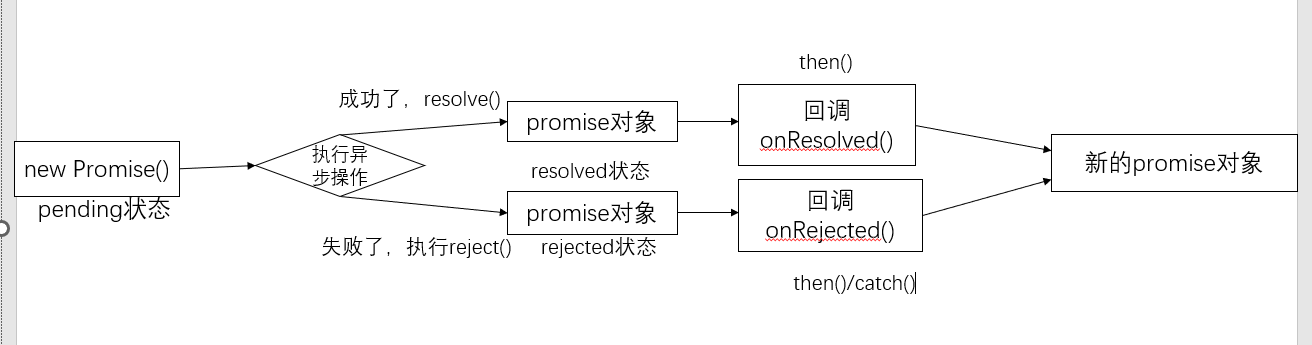 then()
成功了，resolve()
回调
onResolved()
promise对象
执行异
步操作
new Promise()
pending状态
resolved状态
新的promise对象
回调
onRejected()
promise对象
失败了，执行reject()
rejected状态
then()/catch()